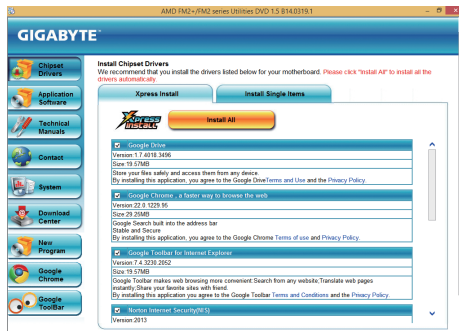 AMD FM2+/FM2 series Utilities DVD 1.5 B14.0319.1
GIGABYTE™
Chipset
Drivers
Application
Software
Technical
Manuals
Contact
System
Download
Center
New
Program
Google
Chrome
Google
ToolBar
Install Chipset Drivers
We recommend that you install the drivers listed below for your motherboard. Please click "Install All" to install all the
drivers automatically.
Xpress Install
Install Single Items
Xpress
Install
Install All
Google Drive
Version:1.7.4018.3496
Size:19.57MB
Store your files safely and access them from any device
By installing this application, you agree to the Google DriveTerms and Use and the Privacy Policy.
Google Chrome , a faster way to browse the web
Version:22.0.1229.95
Size:29.25MB
Google Search built into the address bar
Stable and Secure
By installing this application, you agree to the Google Chrome Terms of use and Privacy Policy.
Google Toolbar for Internet Explorer
Version:7.4.3230.2052
Size:19.57MB
Google Toolbar makes web browsing more convenient;Search from any website;Translate web pages
instantly;Share your favorite sites with friend.
By installing this application, you agree to the Google Toolbar Terms and Conditions and the Privacy Policy.
Norton Internet Security(NIS)
Version:2013